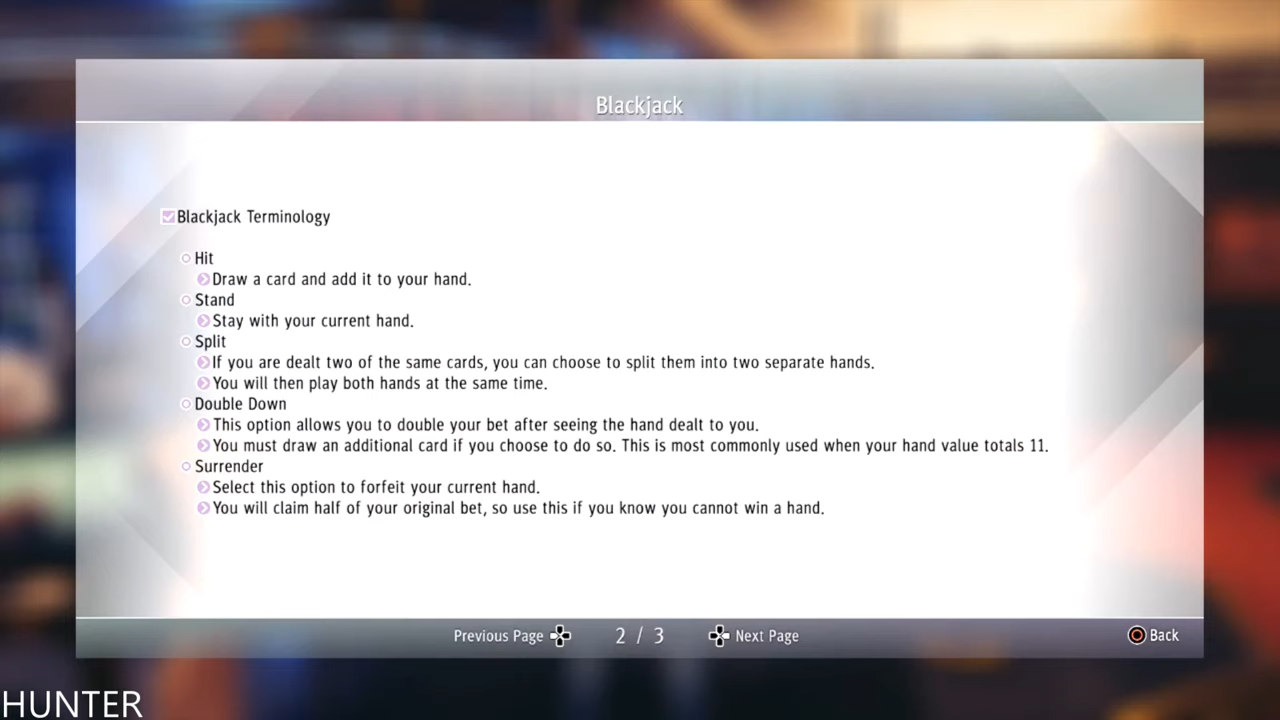 Blackjack
Blackjack Terminology
Hit
Draw a card and add it to your hand.
Stand
Stay with your current hand.
Split
If you are dealt two of the same cards, you can choose to split them into two separate hands.
You will then play both hands at the same time.
Double Down
This option allows you to double your bet after seeing the hand dealt to you.
You must draw an additional card if you choose to do so. This is most commonly used when your hand value totals 11.
Surrender
Select this option to forfeit your current hand.
You will claim half of your original bet, so use this if you know you cannot win a hand.
Previous Page 2 / 3 Next Page Back
HUNTER